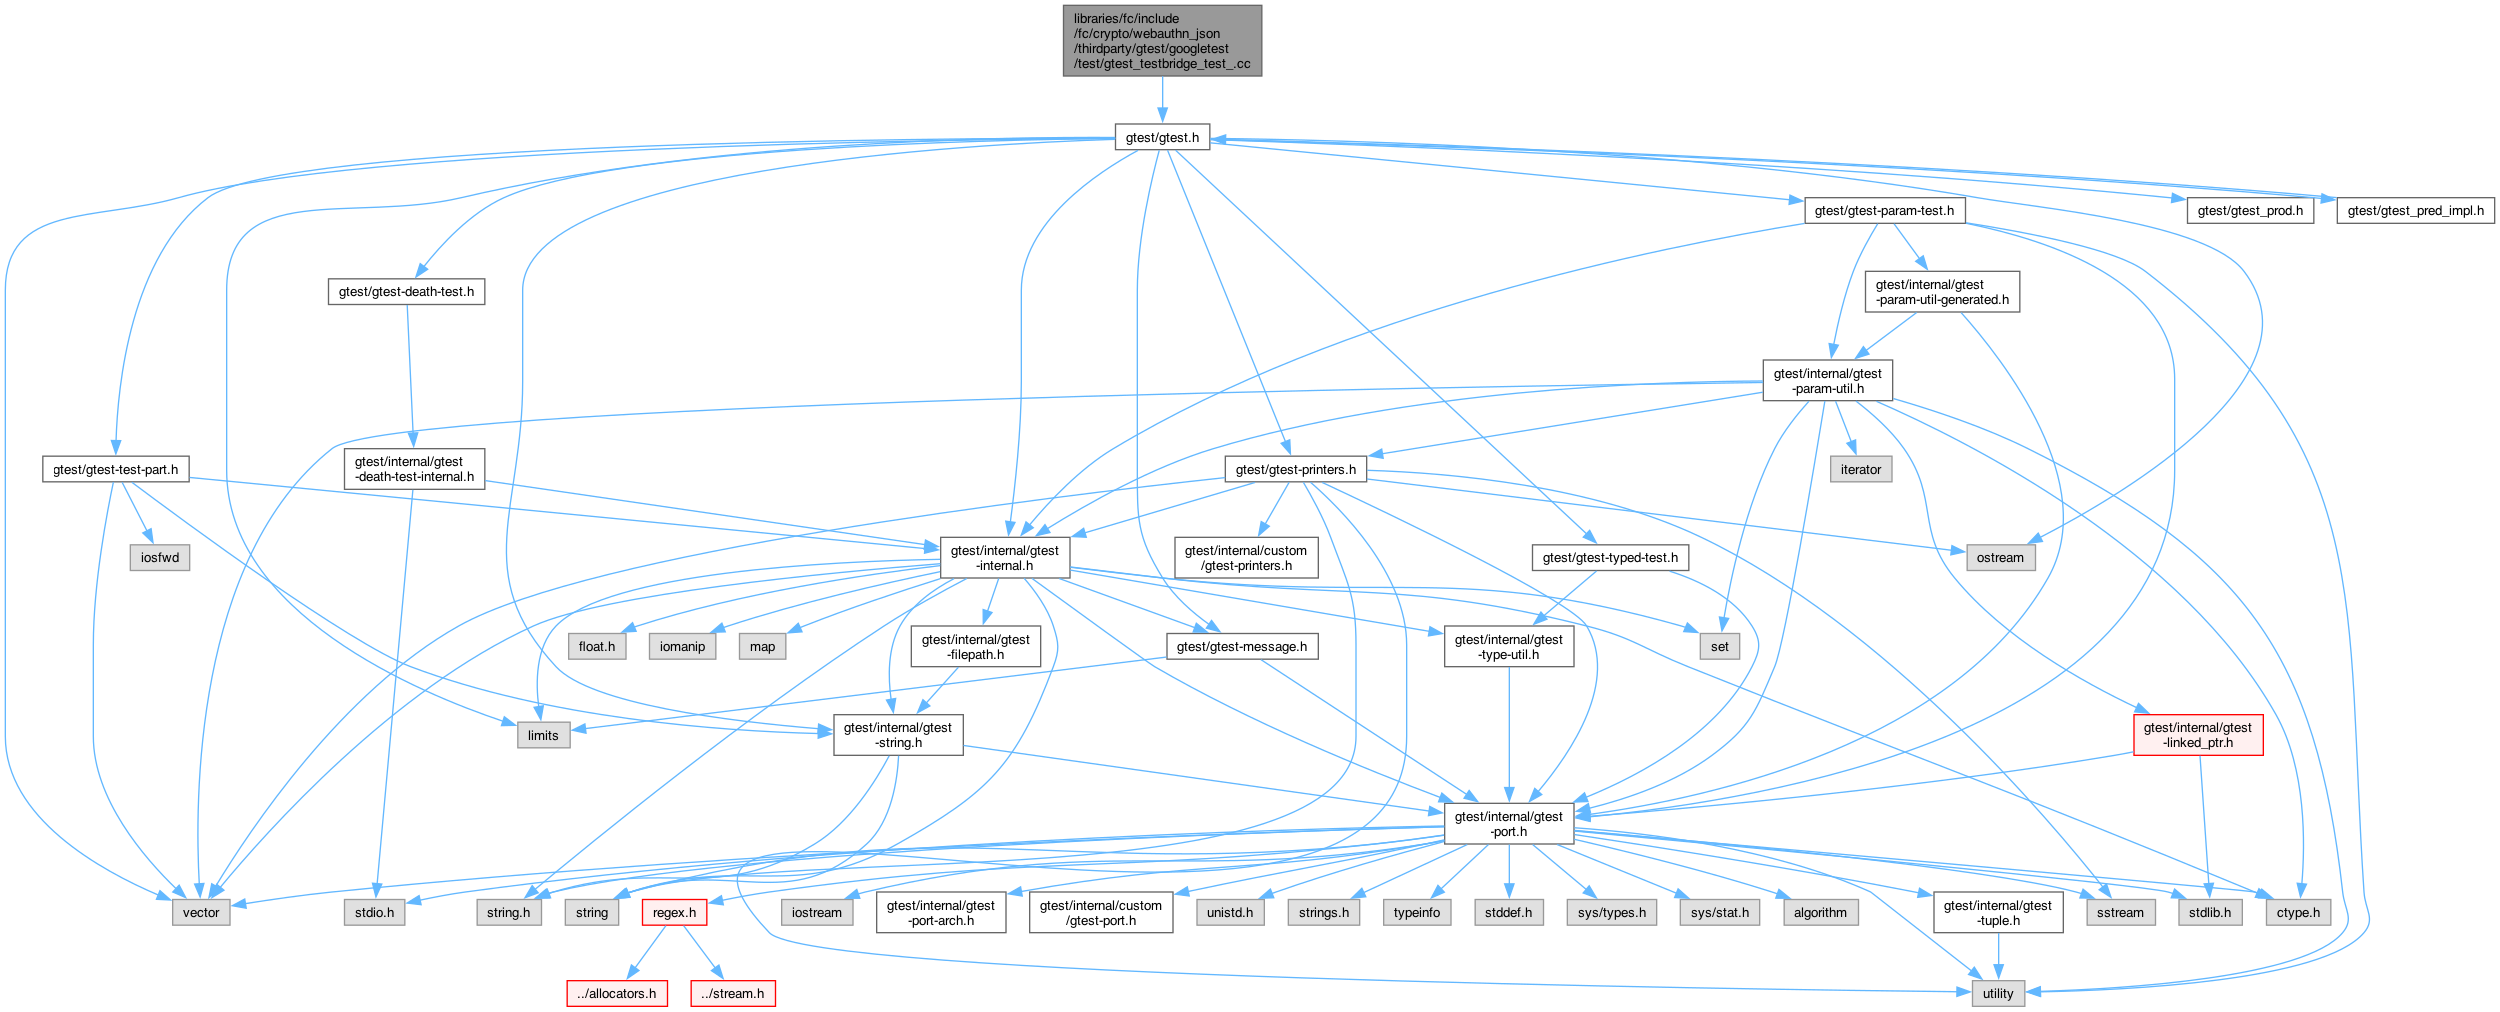 libraries/fc/include
/fc/crypto/webauthn_json
/thirdparty/gtest/googletest
/test/gtest_testbridge_test_.cc
gtest/gtest.h
gtest/gtest-param-test.h
gtest/gtest_prod.h
gtest/gtest_pred_impl.h
gtest/gtest-death-test.h
gtest/internal/gtest
-param-util-generated.h
gtest/internal/gtest
-param-util.h
gtest/gtest-test-part.h
gtest/internal/gtest
-death-test-internal.h
gtest/gtest-printers.h
iterator
iosfwd
gtest/internal/gtest
-internal.h
gtest/internal/custom
/gtest-printers.h
gtest/gtest-typed-test.h
ostream
float.h
iomanip
map
gtest/internal/gtest
-filepath.h
gtest/gtest-message.h
gtest/internal/gtest
-type-util.h
set
limits
gtest/internal/gtest
-string.h
gtest/internal/gtest
-linked_ptr.h
gtest/internal/gtest
-port.h
vector
stdio.h
string.h
string
regex.h
iostream
gtest/internal/gtest
-port-arch.h
gtest/internal/custom
/gtest-port.h
unistd.h
strings.h
typeinfo
stddef.h
sys/types.h
sys/stat.h
algorithm
gtest/internal/gtest
-tuple.h
sstream
stdlib.h
ctype.h
../allocators.h
../stream.h
utility